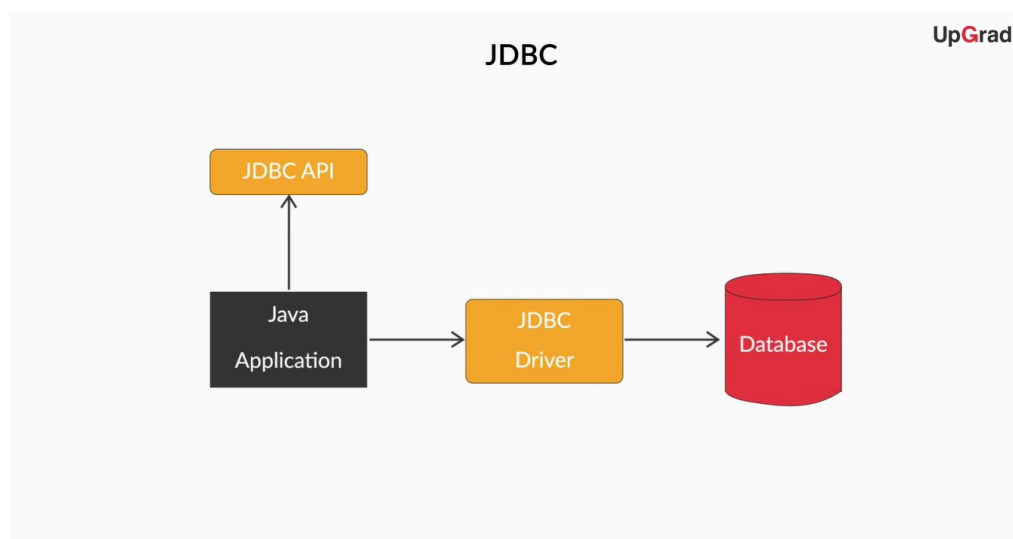 UpGrad
JDBC
JDBC API
Java
Application
JDBC
Driver
Database